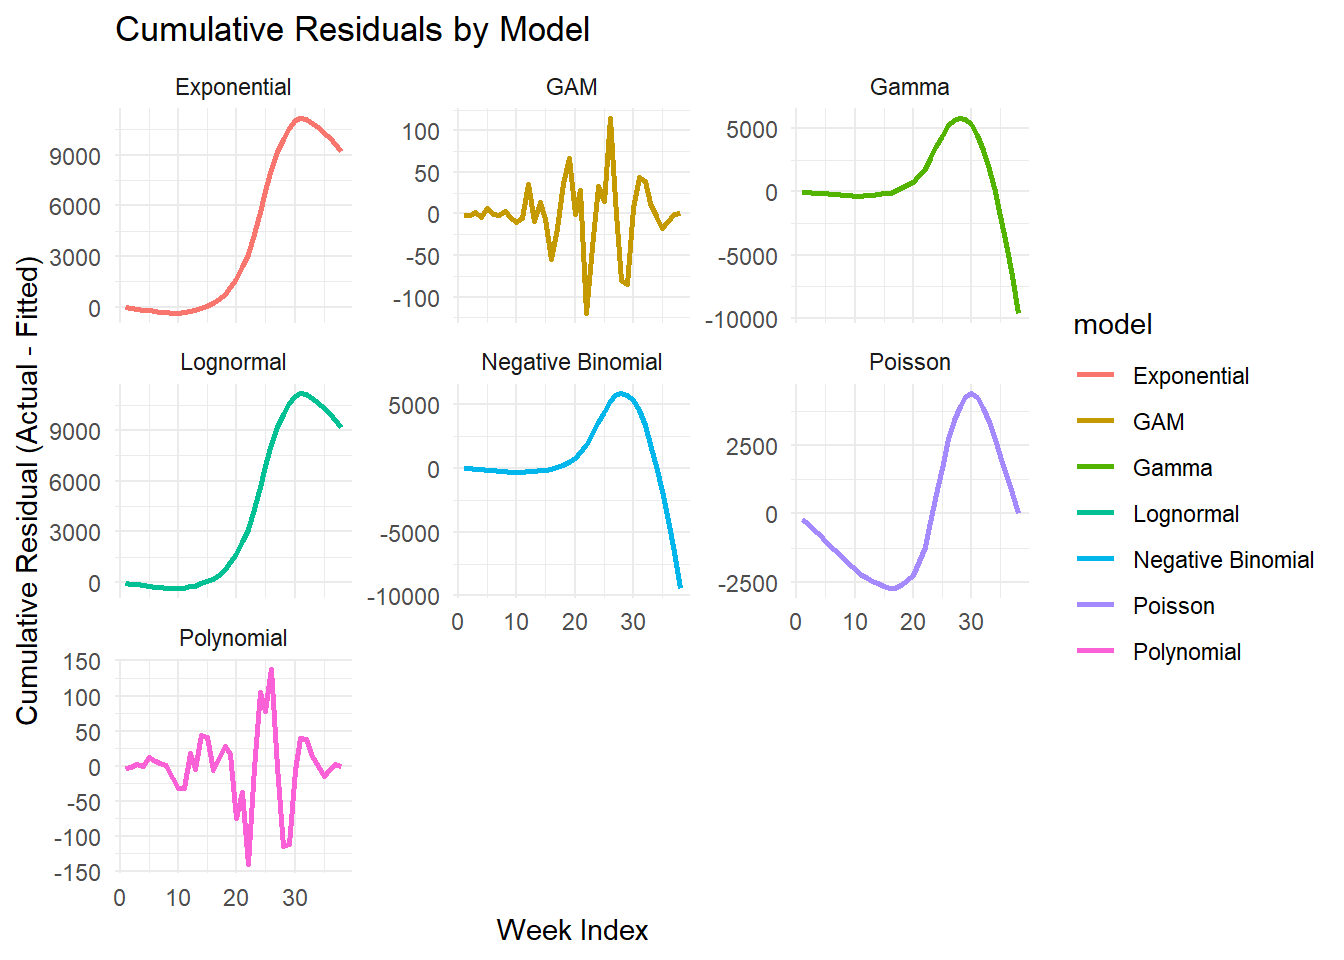 Cumulative Residuals by Model
Exponential
GAM
Gamma
9000
6000
3000
0
100
50
0
-50
-100
5000
0
-5000
-10000
Lognormal
Negative Binomial
Poisson
9000
6000
3000
0
5000
0
-5000
-10000
2500
0
-2500
0 10 20 30
0 10 20 30
Polynomial
150
100
50
0
-50
-100
-150
0 10 20 30
Week Index
Cumulative Residual (Actual - Fitted)
model
Exponential
GAM
Gamma
Lognormal
Negative Binomial
Poisson
Polynomial